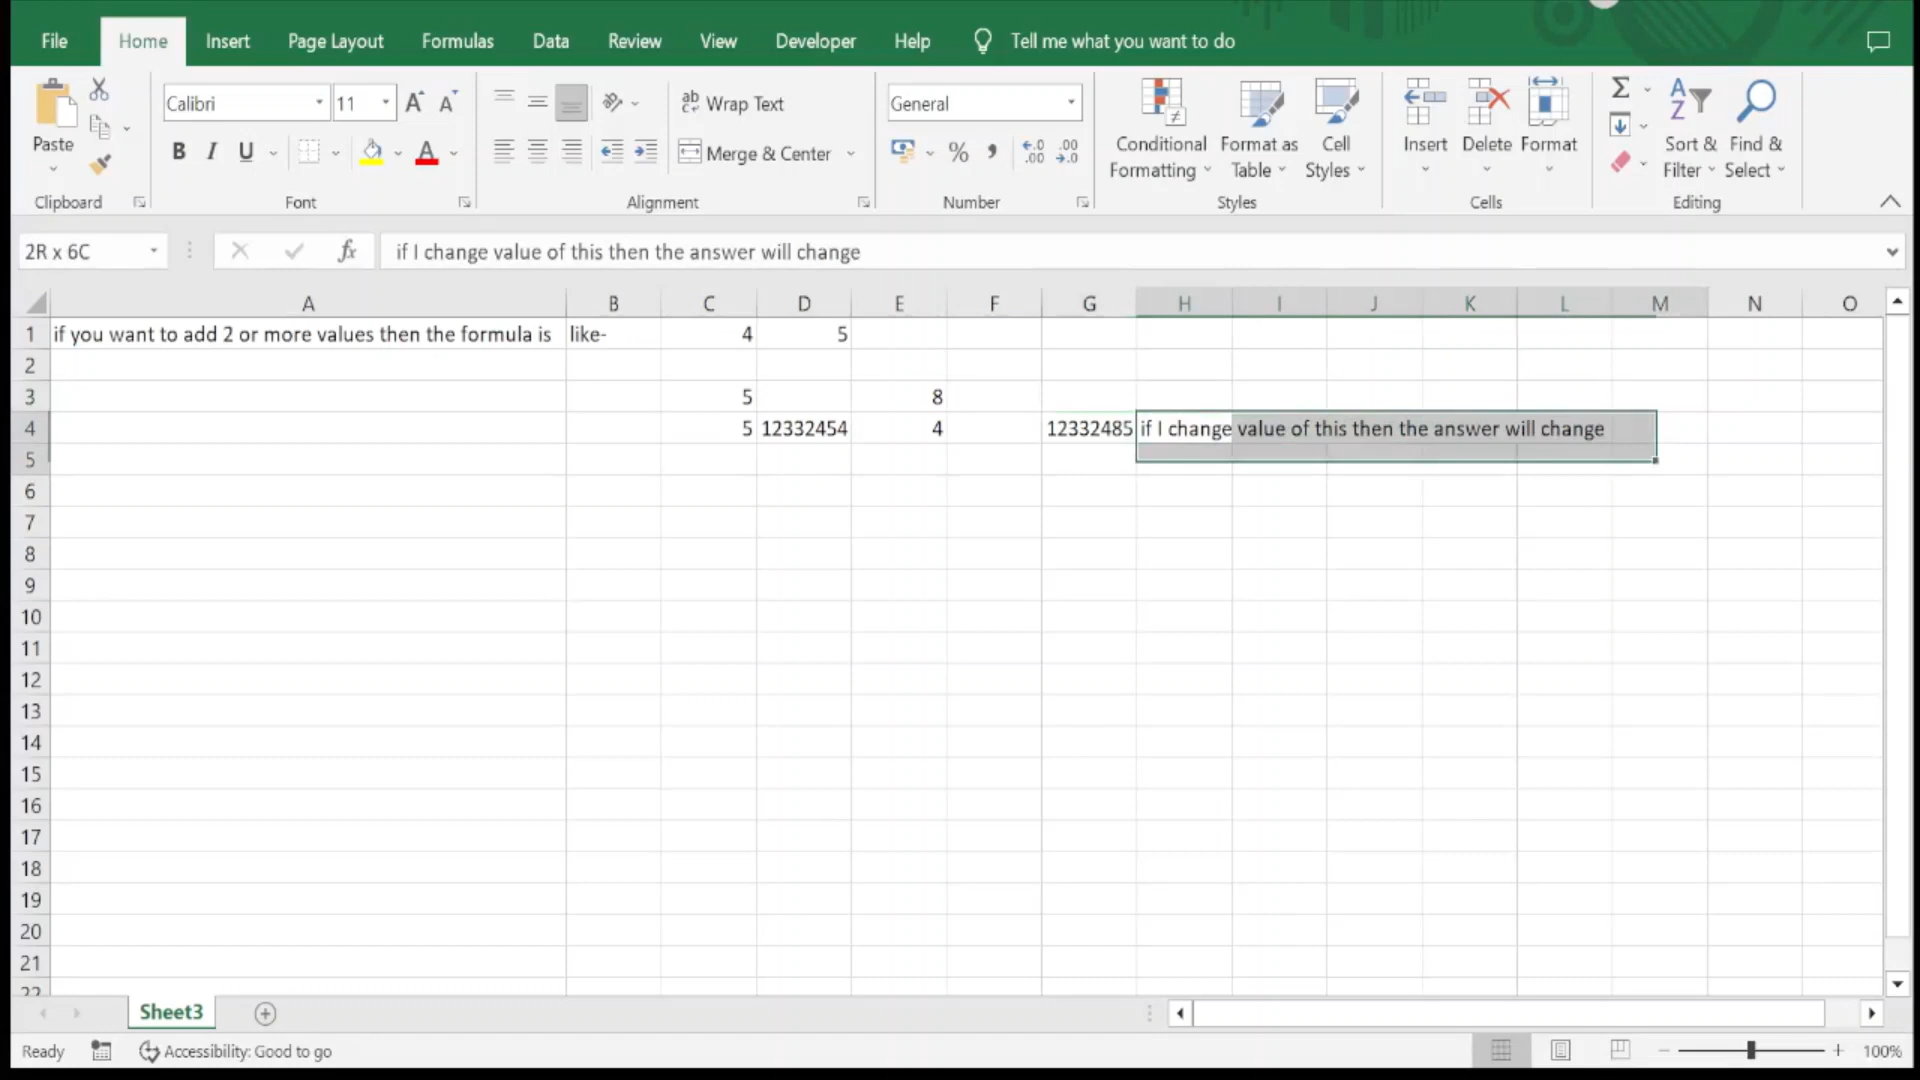 File Home Insert Page Layout Formulas Data Review View Developer Help Tell me what you want to do
Paste
Clipboard
Calibri 11 A A
B I U A
Font
ab Wrap Text
Merge & Center
Alignment
General
% , .00 .00
Number
Conditional Formatting
Format as Table
Cell Styles
Styles
Insert Delete Format
Cells
Sort & Filter
Find & Select
Editing
2R x 6C fx if I change value of this then the answer will change
A B C D E F G H I J K L M N O
1 if you want to add 2 or more values then the formula is like- 4 5
2
3 5 8
4 5 12332454 4 12332485 if I change value of this then the answer will change
5
6
7
8
9
10
11
12
13
14
15
16
17
18
19
20
21
22
Sheet3
Ready Accessibility: Good to go 100%